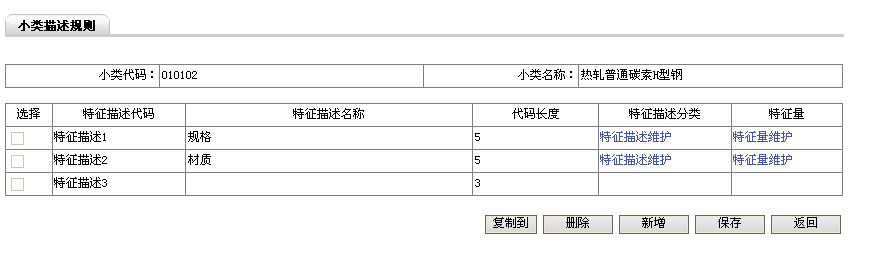 小类描述规则
小类代码： 010102 小类名称： 热轧普通碳素H型钢
选择 特征描述代码 特征描述名称 代码长度 特征描述分类 特征量
特征描述1 规格 5 特征描述维护 特征量维护
特征描述2 材质 5 特征描述维护 特征量维护
特征描述3 3
复制到 删除 新增 保存 返回